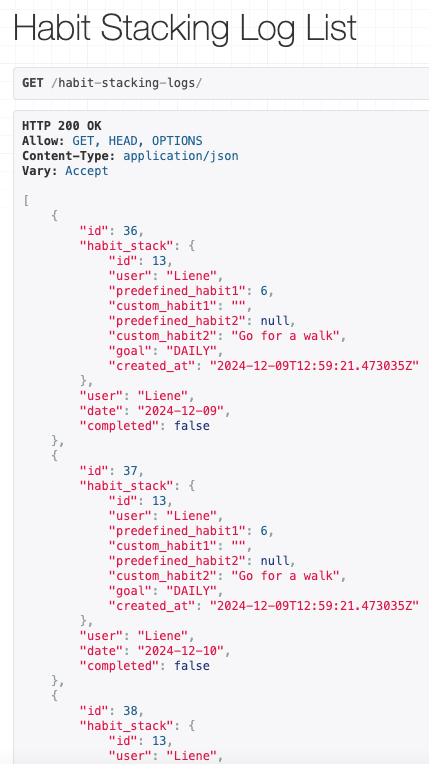 Habit Stacking Log List
GET /habit-stacking-logs/
HTTP 200 OK
Allow: GET, HEAD, OPTIONS
Content-Type: application/json
Vary: Accept
[
    {
        "id": 36,
        "habit_stack": {
            "id": 13,
            "user": "Liene",
            "predefined_habit1": 6,
            "custom_habit1": "",
            "predefined_habit2": null,
            "custom_habit2": "Go for a walk",
            "goal": "DAILY",
            "created_at": "2024-12-09T12:59:21.473035Z"
        },
        "user": "Liene",
        "date": "2024-12-09",
        "completed": false
    },
    {
        "id": 37,
        "habit_stack": {
            "id": 13,
            "user": "Liene",
            "predefined_habit1": 6,
            "custom_habit1": "",
            "predefined_habit2": null,
            "custom_habit2": "Go for a walk",
            "goal": "DAILY",
            "created_at": "2024-12-09T12:59:21.473035Z"
        },
        "user": "Liene",
        "date": "2024-12-10",
        "completed": false
    },
    {
        "id": 38,
        "habit_stack": {
            "id": 13,
            "user": "Liene",